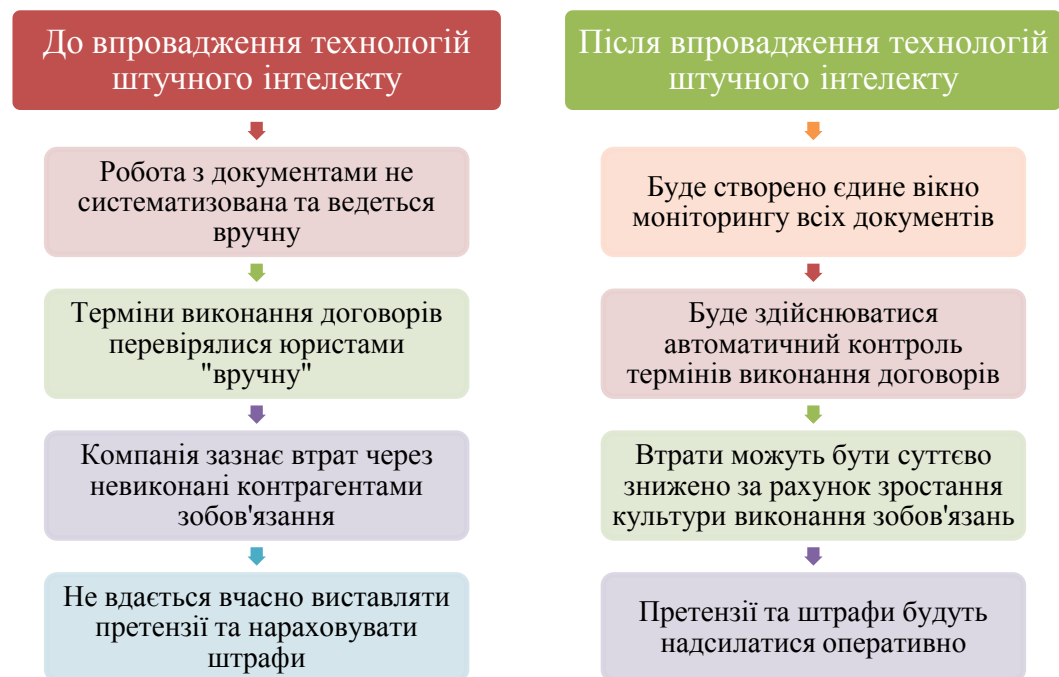 До впровадження технологій
штучного інтелекту
Робота з документами не
систематизована та ведеться
вручну
Терміни виконання договорів
перевірялися юристами
"вручну"
Компанія зазнає втрат через
невиконані контрагентами
зобов'язання
Не вдається вчасно виставляти
претензії та нараховувати
штрафи
Після впровадження технологій
штучного інтелекту
Буде створено єдине вікно
моніторингу всіх документів
Буде здійснюватися
автоматичний контроль
термінів виконання договорів
Втрати можуть бути суттєво
знижено за рахунок зростання
культури виконання зобов'язань
Претензії та штрафи будуть
надсилатися оперативно